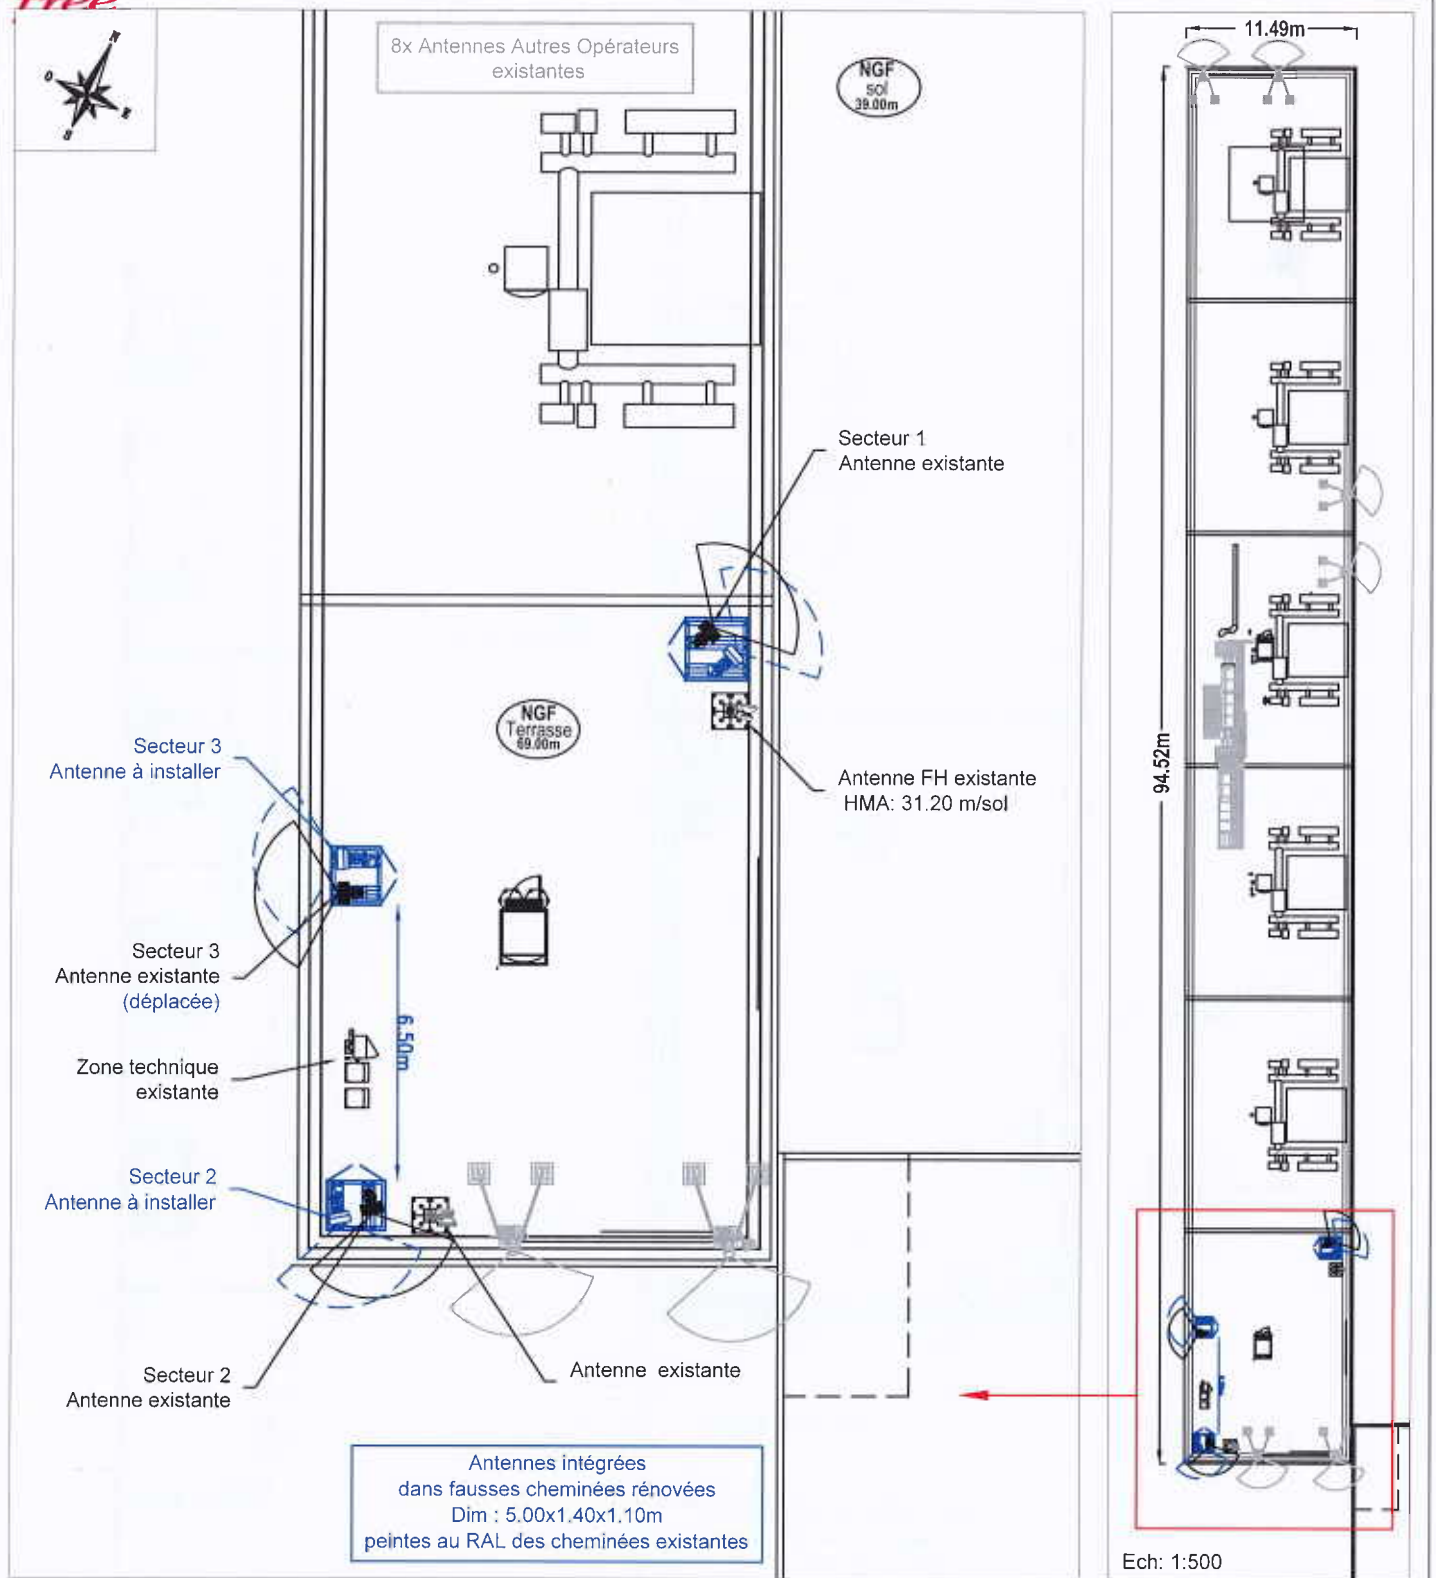 free
N
O
E
S
8x Antennes Autres Opérateurs
existantes
NGF
sol
39.00m
11.49m
94.52m
Secteur 1
Antenne existante
NGF
Terrasse
69.00m
Secteur 3
Antenne à installer
Antenne FH existante
HMA: 31.20 m/sol
Secteur 3
Antenne existante
(déplacée)
6.50m
Zone technique
existante
Secteur 2
Antenne à installer
Secteur 2
Antenne existante
Antenne existante
Antennes intégrées
dans fausses cheminées rénovées
Dim : 5.00x1.40x1.10m
peintes au RAL des cheminées existantes
Ech: 1:500